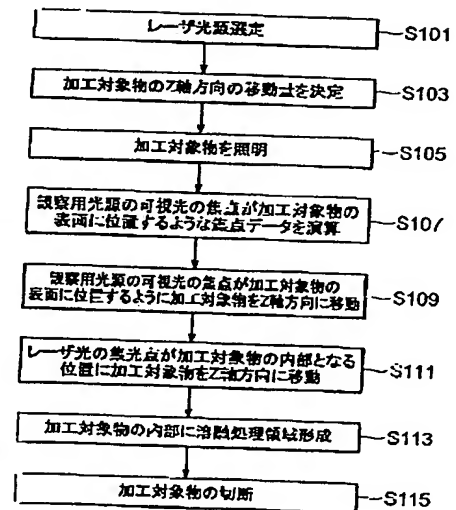 レーザ光源選定
S101
加工対象物のZ軸方向の移動量を決定
S103
加工対象物を照明
S105
観察用光源の可視光の焦点が加工対象物の
表面に位置するような焦点データを演算
S107
観察用光源の可視光の焦点が加工対象物の
表面に位置するように加工対象物をZ軸方向に移動
S109
レーザ光の集光点が加工対象物の内部となる
位置に加工対象物をZ軸方向に移動
S111
加工対象物の内部に溶融処理領域形成
S113
加工対象物の切断
S115